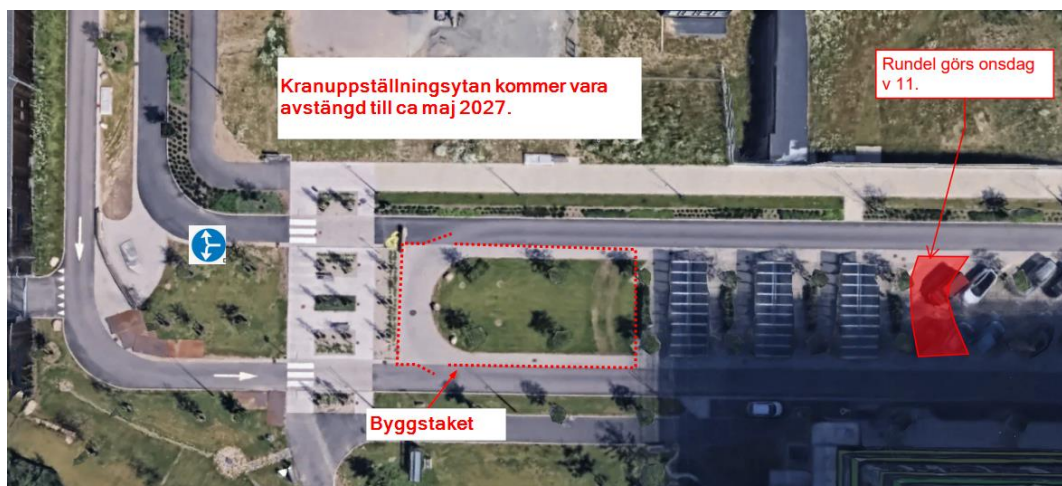 Kranuppställningsytan kommer vara
avstängd till ca maj 2027.
Rundel görs onsdag
v 11.
Byggstaket